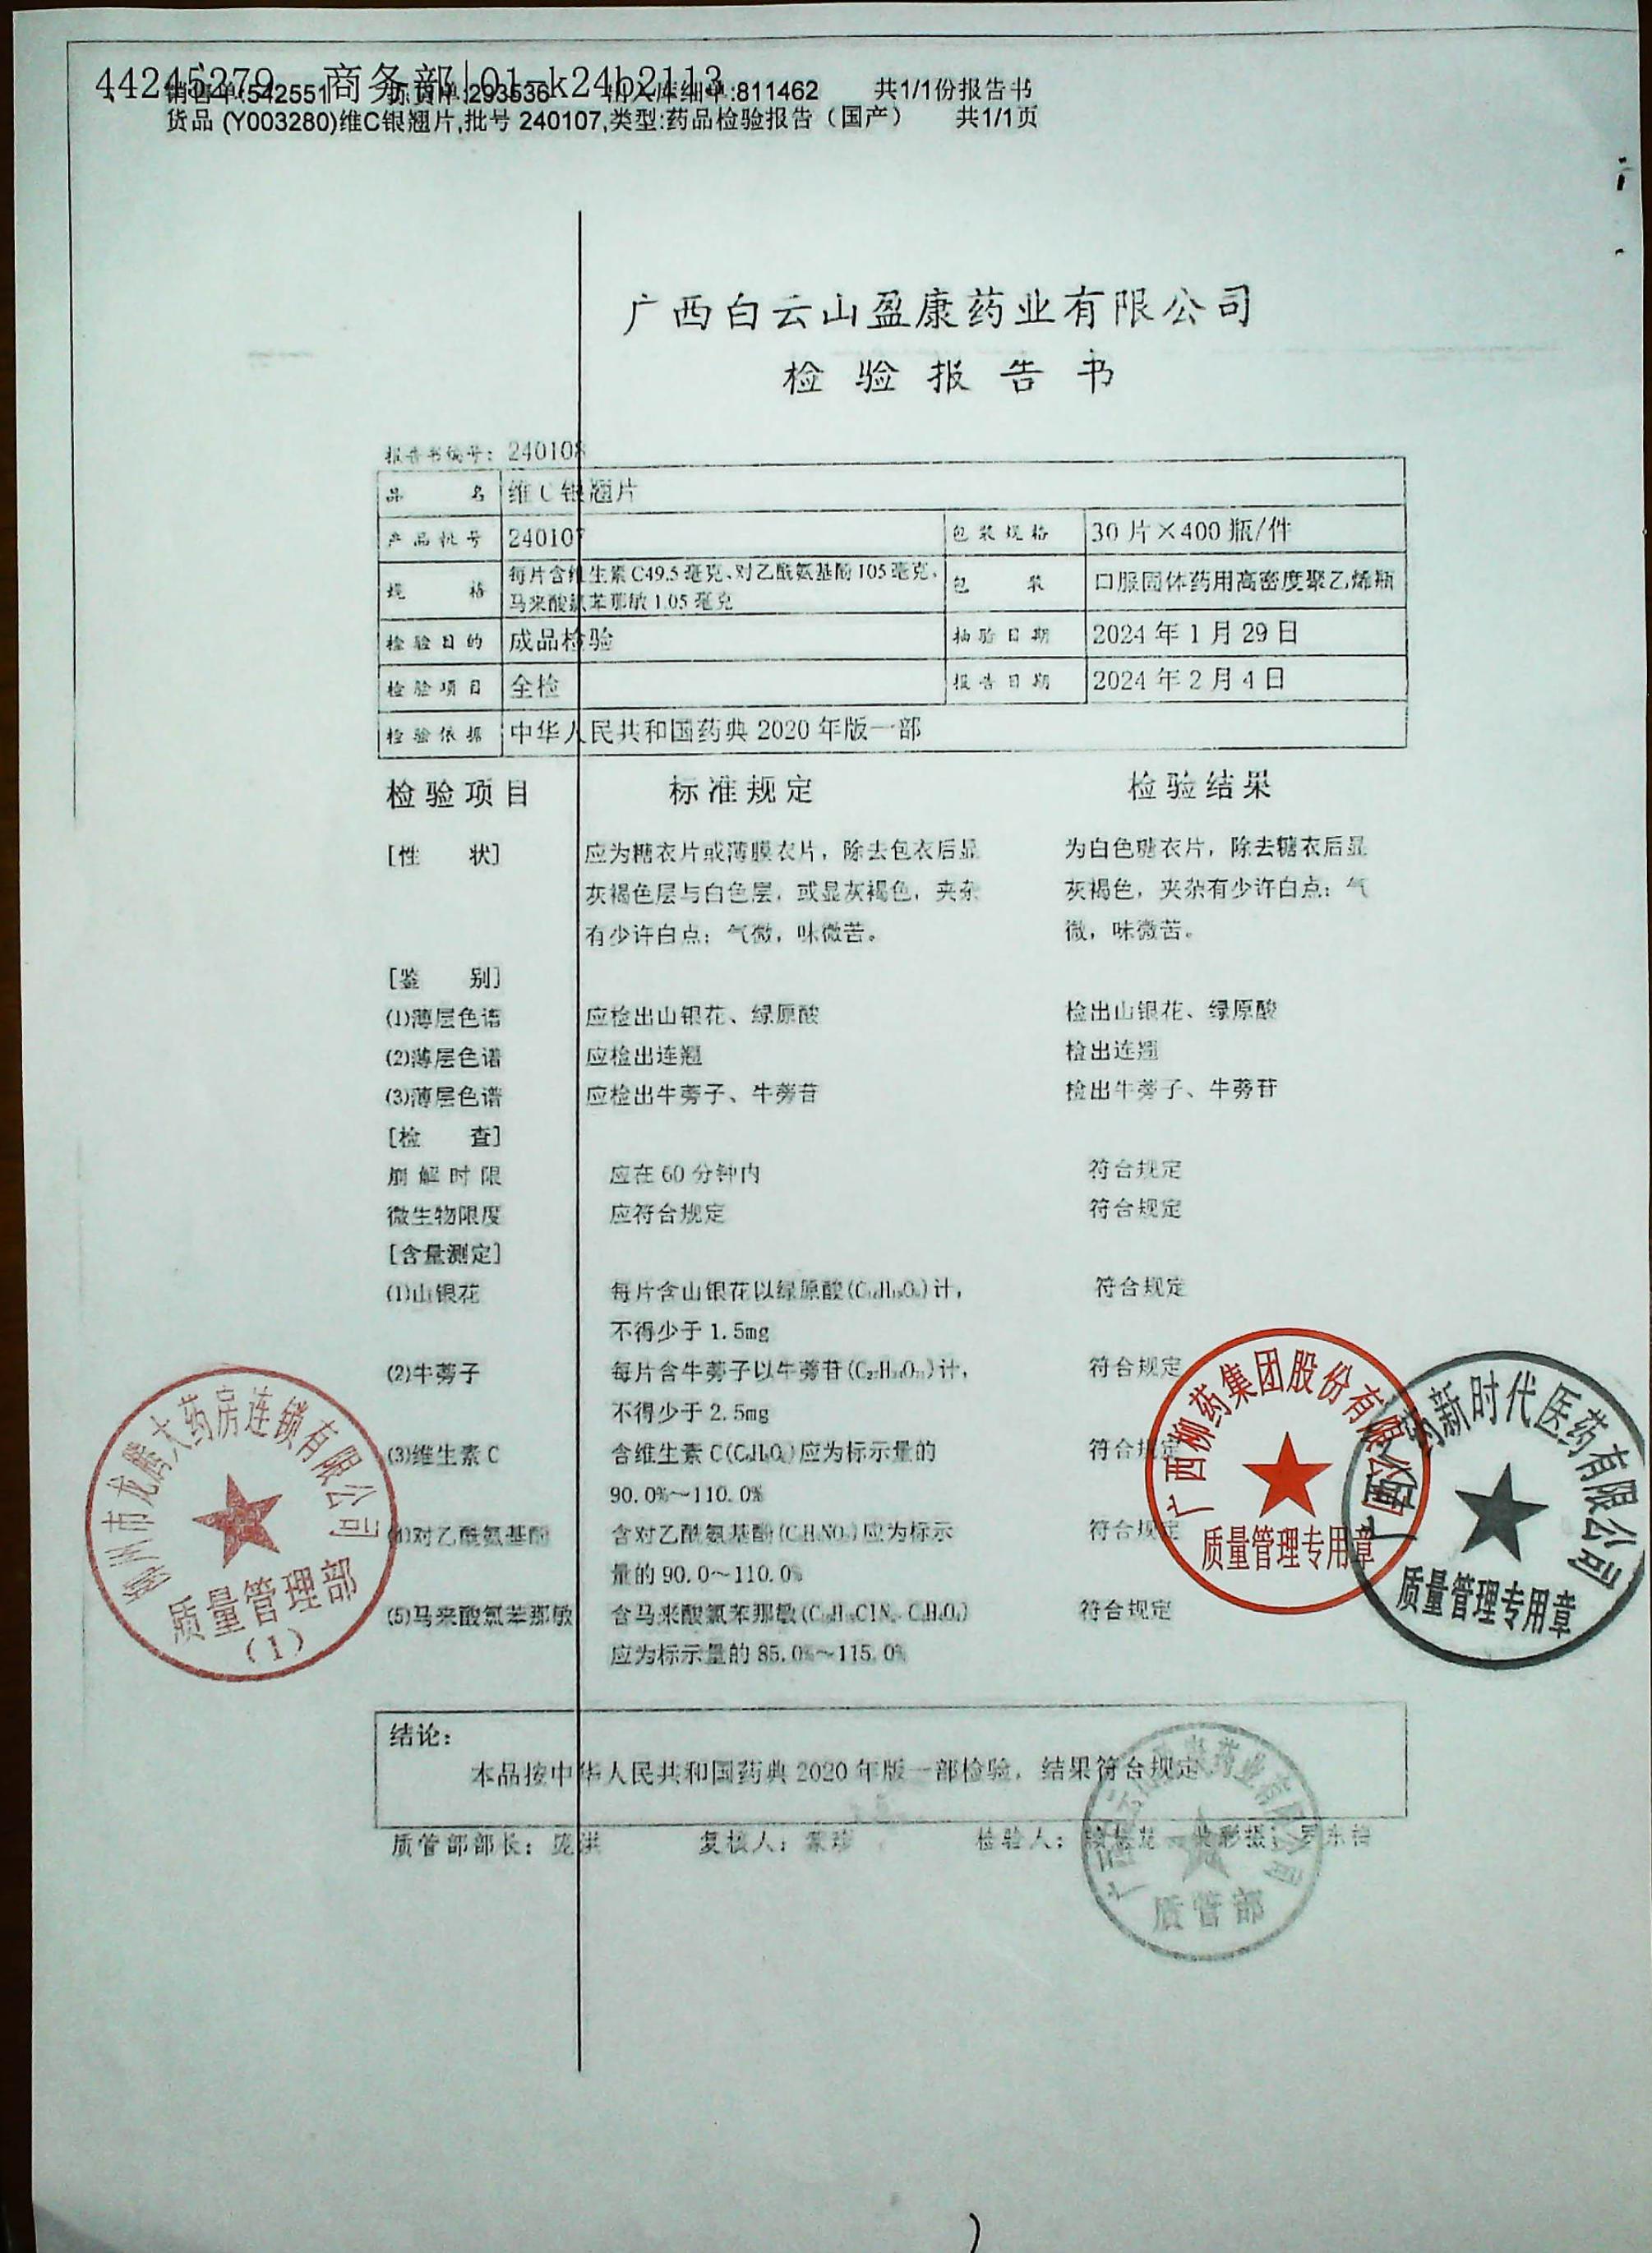 44245279 商务部|01-k24b2113
销售单:542551 原货单:293536 出入库细单:811462 共1/1份报告书
货品 (Y003280)维C银翘片,批号 240107,类型:药品检验报告（国产） 共1/1页
广西白云山盈康药业有限公司
检验报告书
报告书编号：240108
品 名 维C银翘片
产品批号 240107 包装规格 30片×400瓶/件
规 格 每片含维生素C49.5毫克、对乙酰氨基酚105毫克、
马来酸氯苯那敏1.05毫克 包 装 口服固体药用高密度聚乙烯瓶
检验目的 成品检验 抽验日期 2024年1月29日
检验项目 全检 报告日期 2024年2月4日
检验依据 中华人民共和国药典2020年版一部
检验项目 标准规定 检验结果
[性 状] 应为糖衣片或薄膜衣片，除去包衣后显 为白色糖衣片，除去糖衣后显
灰褐色层与白色层，或显灰褐色，夹杂 灰褐色，夹杂有少许白点；气
有少许白点；气微，味微苦。 微，味微苦。
[鉴 别]
(1)薄层色谱 应检出山银花、绿原酸 检出山银花、绿原酸
(2)薄层色谱 应检出连翘 检出连翘
(3)薄层色谱 应检出牛蒡子、牛蒡苷 检出牛蒡子、牛蒡苷
[检 查]
崩解时限 应在60分钟内 符合规定
微生物限度 应符合规定 符合规定
[含量测定]
(1)山银花 每片含山银花以绿原酸(C₁₆H₁₈O₉)计， 符合规定
不得少于1.5mg
(2)牛蒡子 每片含牛蒡子以牛蒡苷(C₂₇H₃₄O₁₁)计， 符合规定
不得少于2.5mg
(3)维生素C 含维生素C(C₆H₈O₆)应为标示量的 符合规定
90.0%～110.0%
(4)对乙酰氨基酚 含对乙酰氨基酚(C₈H₉NO₂)应为标示 符合规定
量的90.0～110.0%
(5)马来酸氯苯那敏 含马来酸氯苯那敏(C₁₆H₁₉ClN₂·C₄H₄O₄) 符合规定
应为标示量的85.0%～115.0%
柳州市龙腾大药房连锁有限公司
质量管理部
(1)
广西柳药集团股份有限公司
质量管理专用章
新时代医药有限公司
质量管理专用章
结论：
本品按中华人民共和国药典2020年版一部检验，结果符合规定
质管部部长： 复核人： 检验人：
质管部